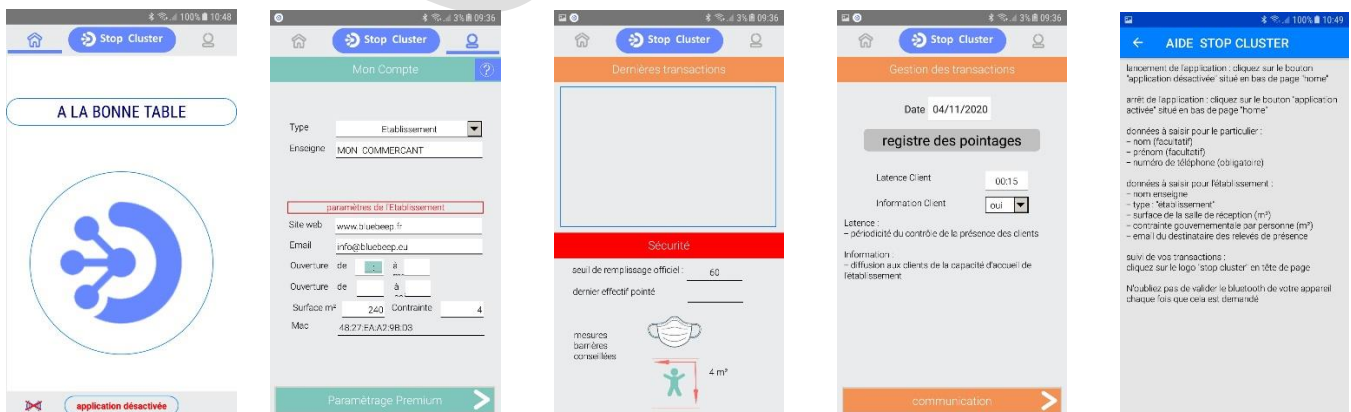 100% 10:48
Stop Cluster
A LA BONNE TABLE
application désactivée
3% 09:36
Stop Cluster
Mon Compte
?
Type Etablissement
Enseigne MON COMMERCANT
paramètres de l'Etablissement
Site web www.bluebeep.fr
Email info@bluebeep.eu
Ouverture de : à
Ouverture de à
Surface m² 240 Contrainte 4
Mac 48:27:EA:A2:9B:D3
Paramétrage Premium
3% 09:36
Stop Cluster
Dernières transactions
Sécurité
seuil de remplissage officiel : 60
dernier effectif pointé
mesures
barrières
conseillées
4 m²
3% 09:36
Stop Cluster
Gestion des transactions
Date 04/11/2020
registre des pointages
Latence Client 00:15
Information Client oui
Latence :
– périodicité du contrôle de la présence des clients
Information :
– diffusion aux clients de la capacité d'accueil de
l'établissement
communication
100% 10:49
AIDE STOP CLUSTER
lancement de l'application : cliquez sur le bouton
"application désactivée" situé en bas de page "home"
arrêt de l'application : cliquez sur le bouton "application
activée" situé en bas de page "home"
données à saisir pour le particulier :
– nom (facultatif)
– prénom (facultatif)
– numéro de téléphone (obligatoire)
données à saisir pour l'établissement :
– nom enseigne
– type : "établissement"
– surface de la salle de réception (m²)
– contrainte gouvernementale par personne (m²)
– email du destinataire des relevés de présence
suivi de vos transactions :
cliquez sur le logo "stop cluster" en tête de page
N'oubliez pas de valider le bluetooth de votre appareil
chaque fois que cela est demandé